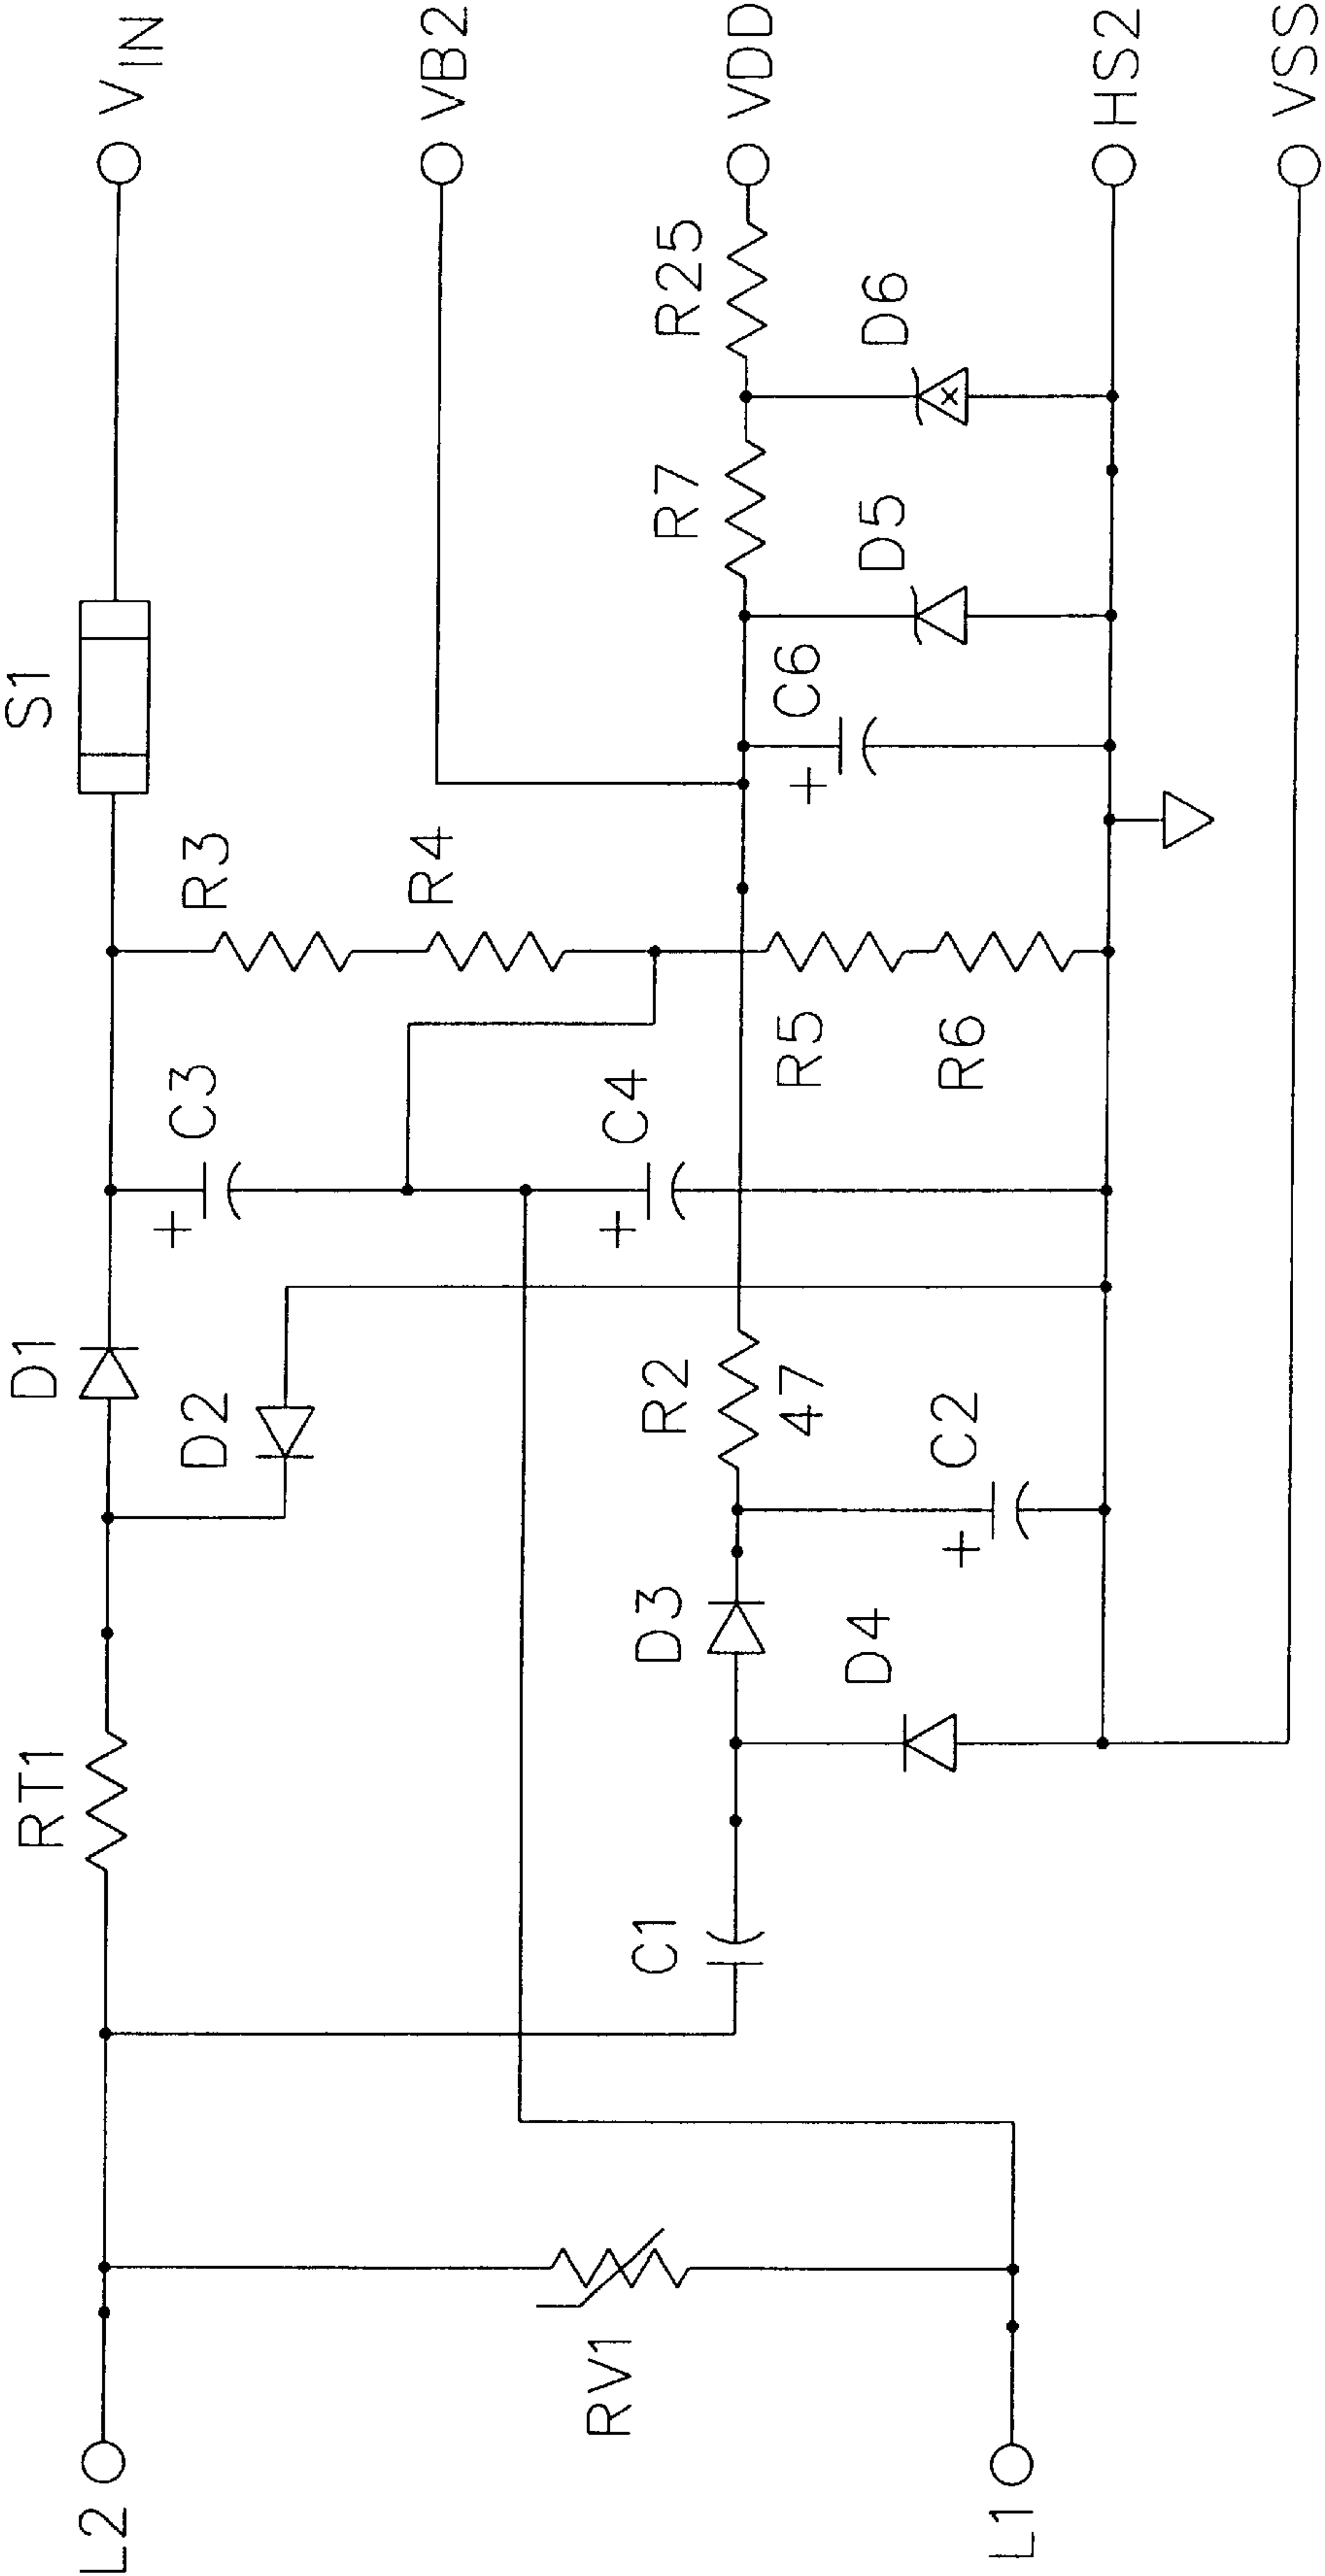 S1
VIN
D1
RT1
R3
D2
C3
R4
VB2
L2
C4
R25
R7
VDD
R2
47
D3
C1
RV1
R5
C6
D5
D6
D4
C2
R6
L1
HS2
VSS
+
+
+
+